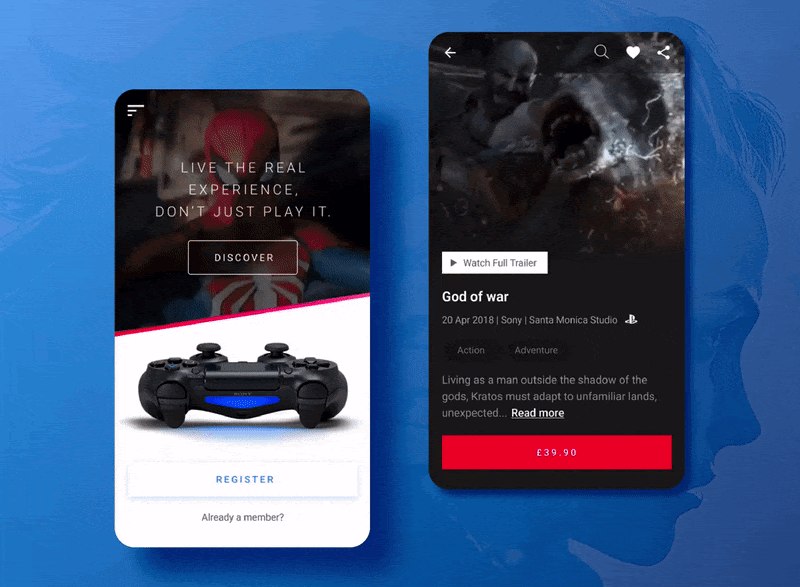 LIVE THE REAL
EXPERIENCE,
DON'T JUST PLAY IT.
DISCOVER
SONY
REGISTER
Already a member?
Watch Full Trailer
God of war
20 Apr 2018 | Sony | Santa Monica Studio
Action Adventure
Living as a man outside the shadow of the
gods, Kratos must adapt to unfamiliar lands,
unexpected... Read more
£39.90